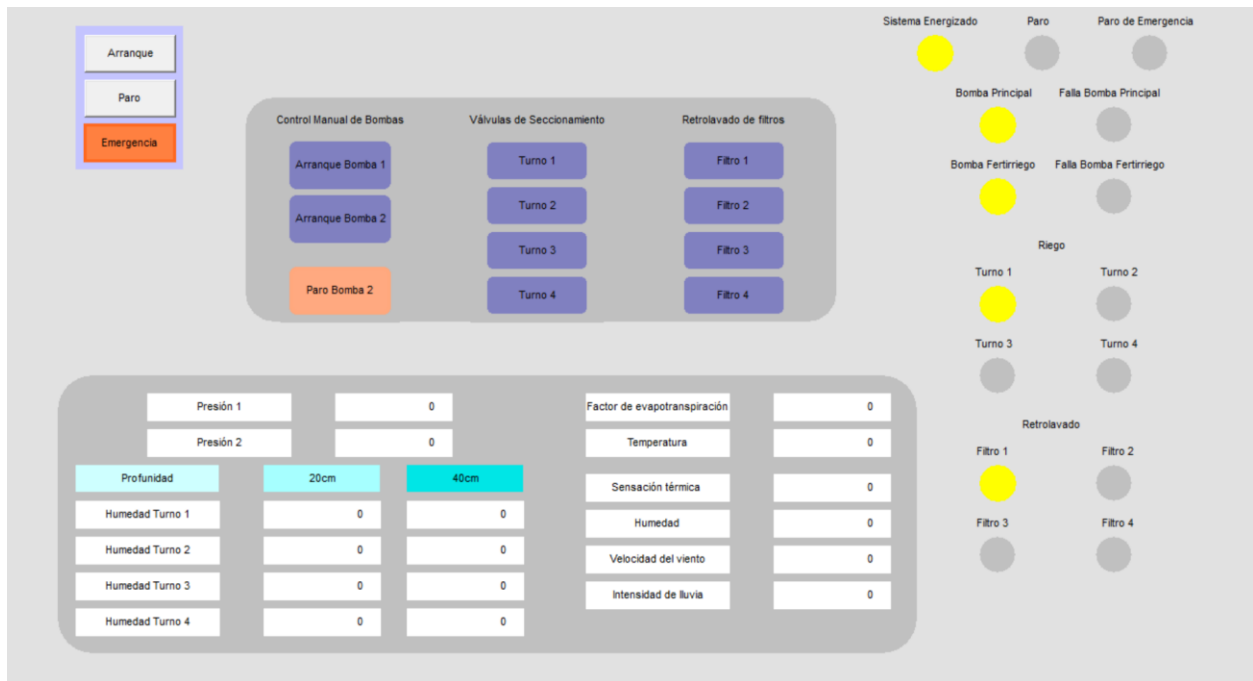 Arranque
Paro
Emergencia
Control Manual de Bombas
Arranque Bomba 1
Arranque Bomba 2
Paro Bomba 2
Válvulas de Seccionamiento
Turno 1
Turno 2
Turno 3
Turno 4
Retrolavado de filtros
Filtro 1
Filtro 2
Filtro 3
Filtro 4
Sistema Energizado Paro Paro de Emergencia
Bomba Principal Falla Bomba Principal
Bomba Fertirriego Falla Bomba Fertirriego
Riego
Turno 1 Turno 2
Turno 3 Turno 4
Retrolavado
Filtro 1 Filtro 2
Filtro 3 Filtro 4
Presión 1 0
Presión 2 0
Profunidad 20cm 40cm
Humedad Turno 1 0 0
Humedad Turno 2 0 0
Humedad Turno 3 0 0
Humedad Turno 4 0 0
Factor de evapotranspiración 0
Temperatura 0
Sensación térmica 0
Humedad 0
Velocidad del viento 0
Intensidad de lluvia 0